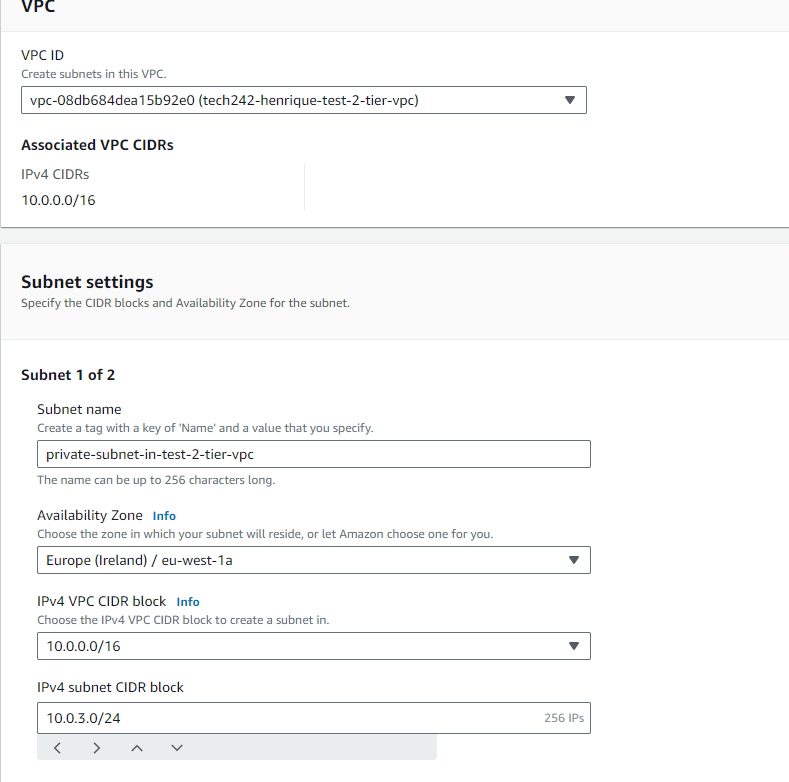 VPC
VPC ID
Create subnets in this VPC.
vpc-08db684dea15b92e0 (tech242-henrique-test-2-tier-vpc)
Associated VPC CIDRs
IPv4 CIDRs
10.0.0.0/16
Subnet settings
Specify the CIDR blocks and Availability Zone for the subnet.
Subnet 1 of 2
Subnet name
Create a tag with a key of 'Name' and a value that you specify.
private-subnet-in-test-2-tier-vpc
The name can be up to 256 characters long.
Availability Zone Info
Choose the zone in which your subnet will reside, or let Amazon choose one for you.
Europe (Ireland) / eu-west-1a
IPv4 VPC CIDR block Info
Choose the IPv4 VPC CIDR block to create a subnet in.
10.0.0.0/16
IPv4 subnet CIDR block
10.0.3.0/24 256 IPs